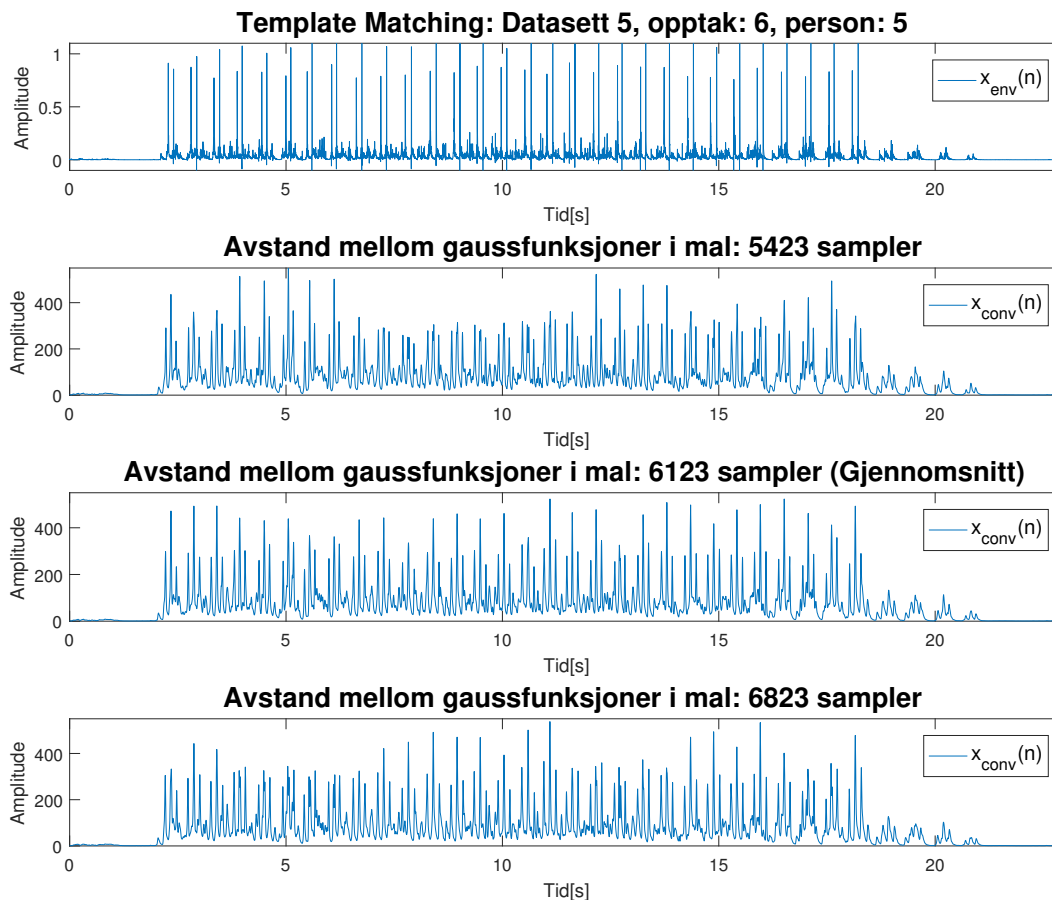 Template Matching: Datasett 5, opptak: 6, person: 5
Amplitude
1
0.5
0
x_env(n)
0 5 10 15 20
Tid[s]
Avstand mellom gaussfunksjoner i mal: 5423 sampler
Amplitude
400
200
0
x_conv(n)
0 5 10 15 20
Tid[s]
Avstand mellom gaussfunksjoner i mal: 6123 sampler (Gjennomsnitt)
Amplitude
400
200
0
x_conv(n)
0 5 10 15 20
Tid[s]
Avstand mellom gaussfunksjoner i mal: 6823 sampler
Amplitude
400
200
0
x_conv(n)
0 5 10 15 20
Tid[s]